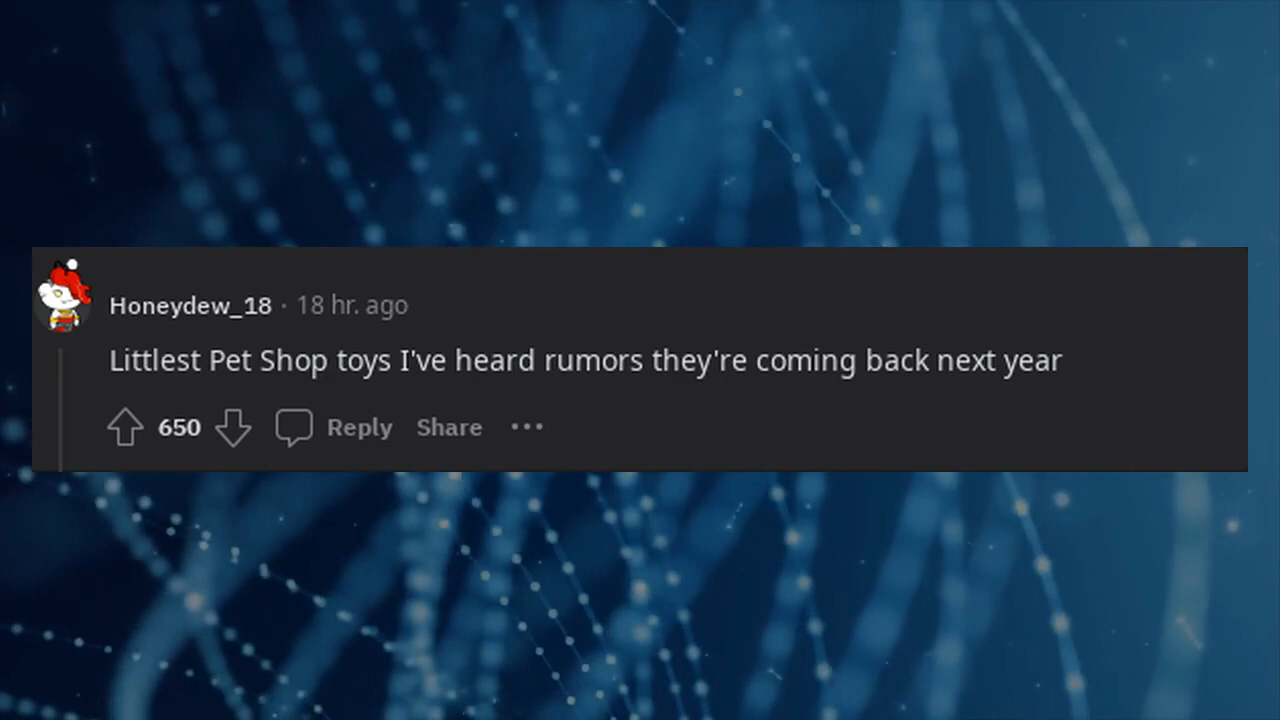 Honeydew_18 · 18 hr. ago
Littlest Pet Shop toys I've heard rumors they're coming back next year
650 Reply Share ···